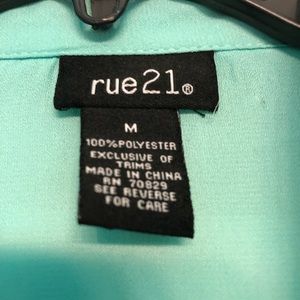 rue21®
M
100%POLYESTER
EXCLUSIVE OF
TRIMS
MADE IN CHINA
RN 70829
SEE REVERSE
FOR CARE